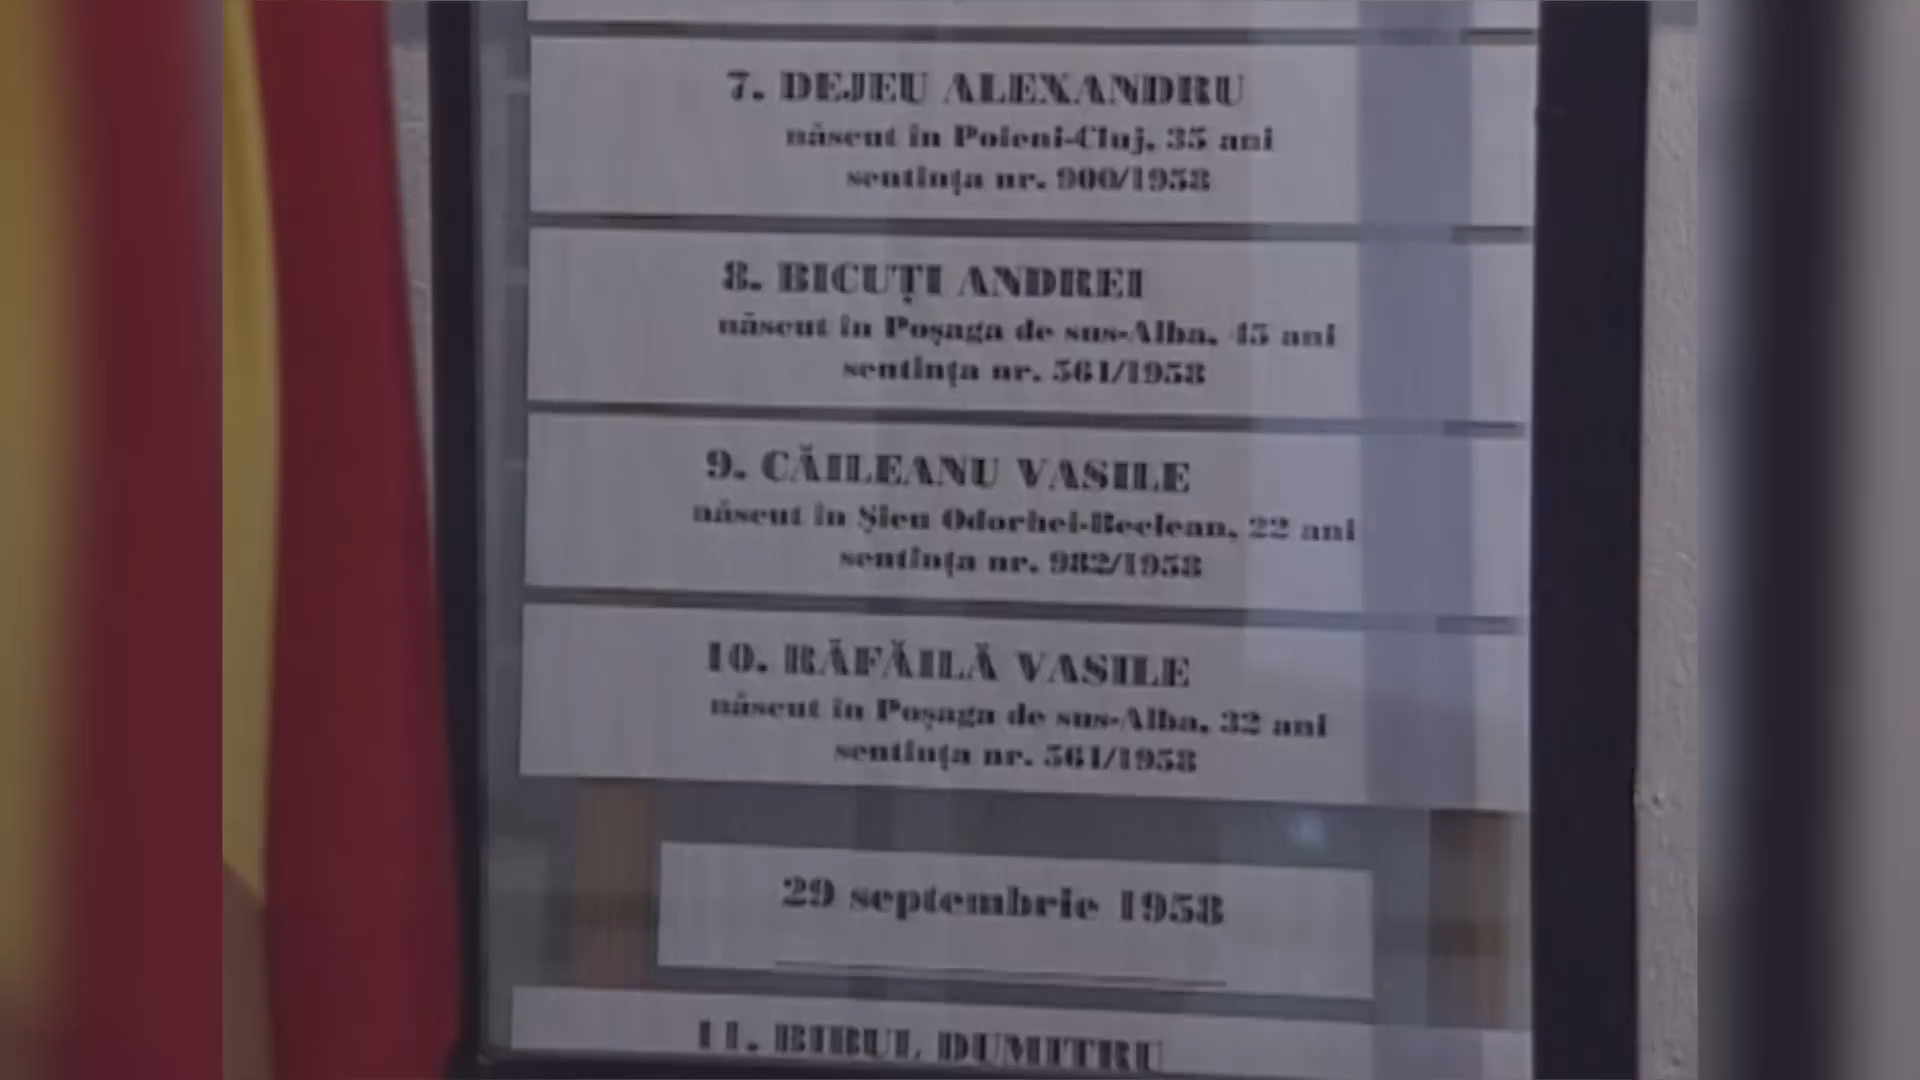 7. DEJEU ALEXANDRU
născut în Poieni-Cluj, 35 ani
sentința nr. 900/1958
8. BICUȚI ANDREI
născut în Poșaga de sus-Alba, 45 ani
sentința nr. 561/1958
9. CĂILEANU VASILE
născut în Șieu Odorhei-Beclean, 22 ani
sentința nr. 982/1958
10. RĂFĂILĂ VASILE
născut în Poșaga de sus-Alba, 32 ani
sentința nr. 561/1958
29 septembrie 1958
11. BIBUL DUMITRU